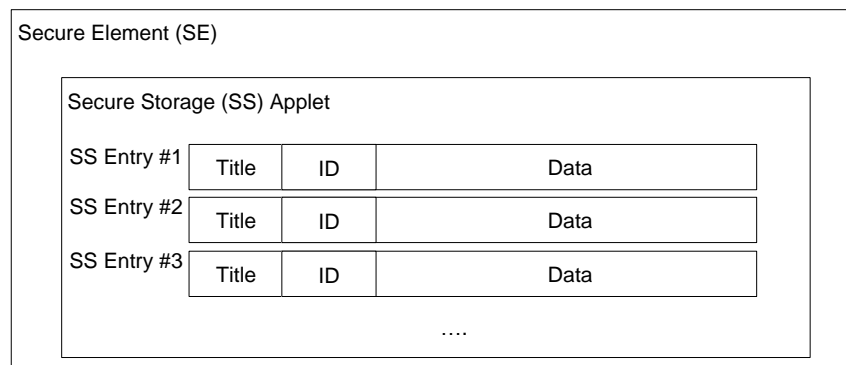 Secure Element (SE)
Secure Storage (SS) Applet
SS Entry #1 Title ID Data
SS Entry #2 Title ID Data
SS Entry #3 Title ID Data
....